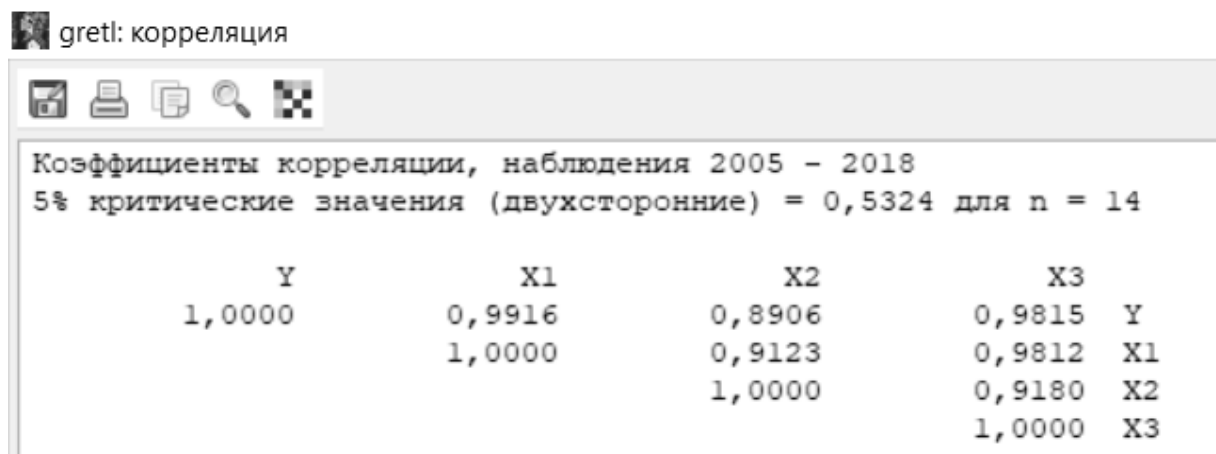 gretl: корреляция
Коэффициенты корреляции, наблюдения 2005 - 2018
5% критические значения (двухсторонние) = 0,5324 для n = 14
Y X1 X2 X3
1,0000 0,9916 0,8906 0,9815 Y
1,0000 0,9123 0,9812 X1
1,0000 0,9180 X2
1,0000 X3